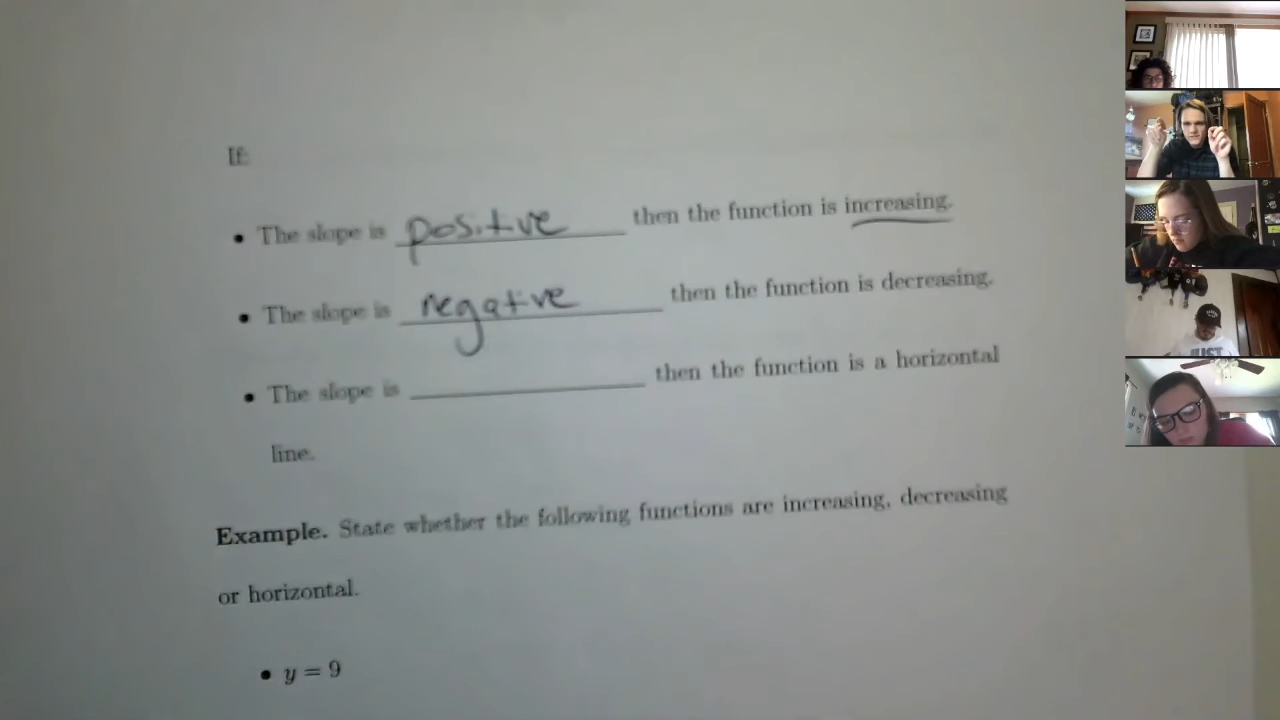 If:
• The slope is positive then the function is increasing.
• The slope is negative then the function is decreasing.
• The slope is ____________ then the function is a horizontal
line.
Example. State whether the following functions are increasing, decreasing
or horizontal.
• y = 9
JUST